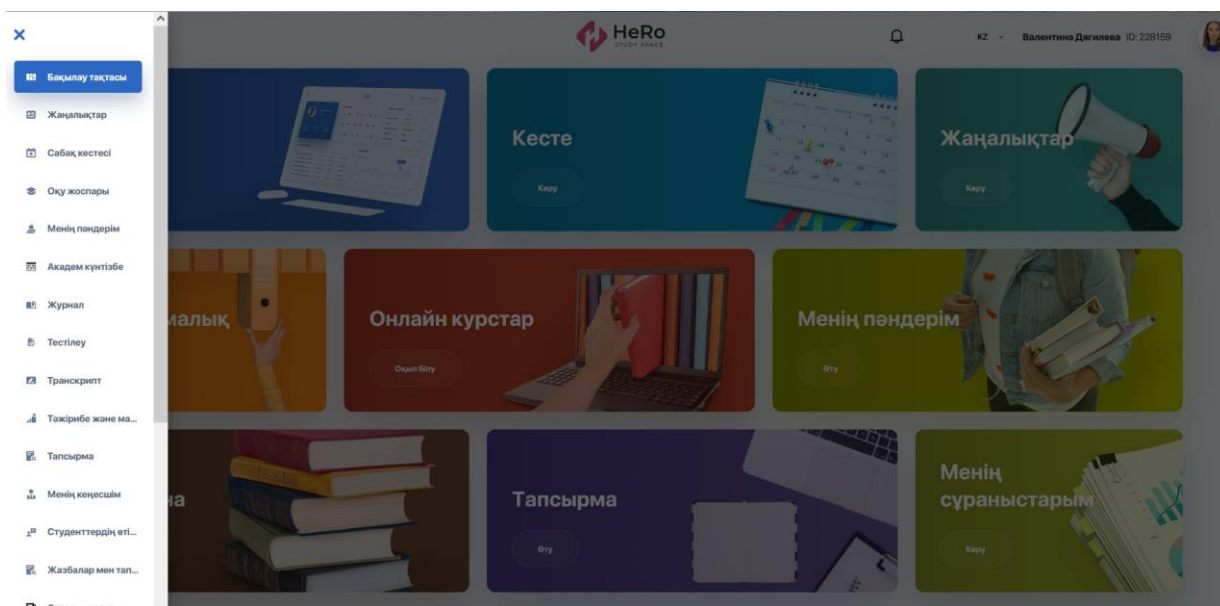 HeRo
STUDY SPACE
KZ
Валентина Дягилева ID: 228159
Бақылау тақтасы
Жаңалықтар
Сабақ кестесі
Оқу жоспары
Менің пәндерім
Академ күнтізбе
Журнал
Тестілеу
Транскрипт
Тәжірибе және ма...
Тапсырма
Менің кеңесшім
Студенттердің өті...
Жазбалар мен тап...
Кесте
Көру
Жаңалықтар
Көру
малық
Онлайн курстар
Оқып білу
Менің пәндерім
Өту
на
Тапсырма
Өту
Менің
сұраныстарым
Көру